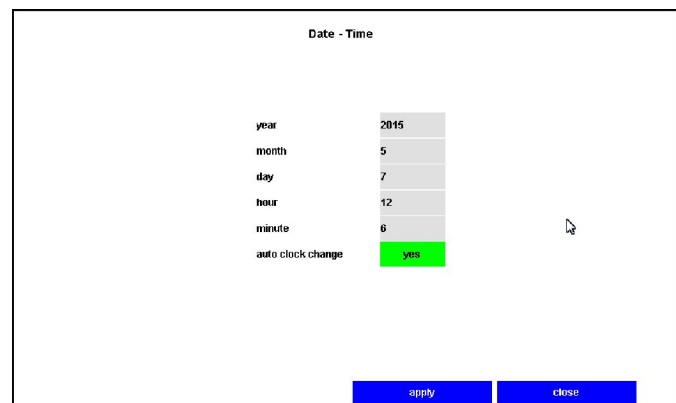 Date - Time
year 2015
month 5
day 7
hour 12
minute 6
auto clock change yes
apply close